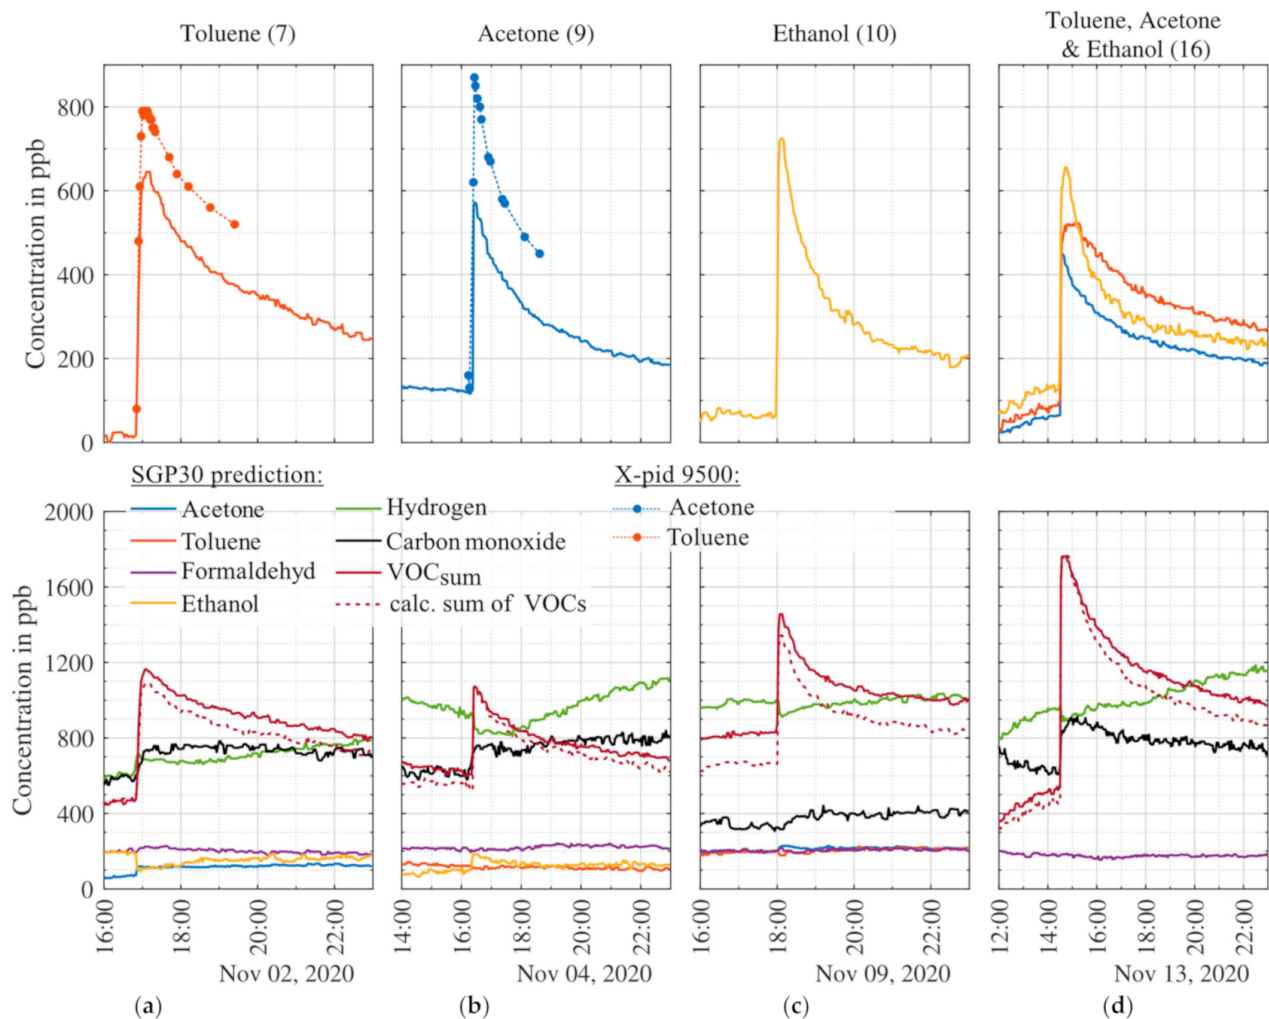 Toluene (7)
Acetone (9)
Ethanol (10)
Toluene, Acetone
& Ethanol (16)
Concentration in ppb
800
600
400
200
0
SGP30 prediction:
Acetone
Toluene
Formaldehyd
Ethanol
Hydrogen
Carbon monoxide
VOCsum
calc. sum of VOCs
X-pid 9500:
Acetone
Toluene
Concentration in ppb
2000
1600
1200
800
400
0
16:00
18:00
20:00
22:00
14:00
16:00
18:00
20:00
22:00
16:00
18:00
20:00
22:00
12:00
14:00
16:00
18:00
20:00
22:00
Nov 02, 2020
Nov 04, 2020
Nov 09, 2020
Nov 13, 2020
(a)
(b)
(c)
(d)